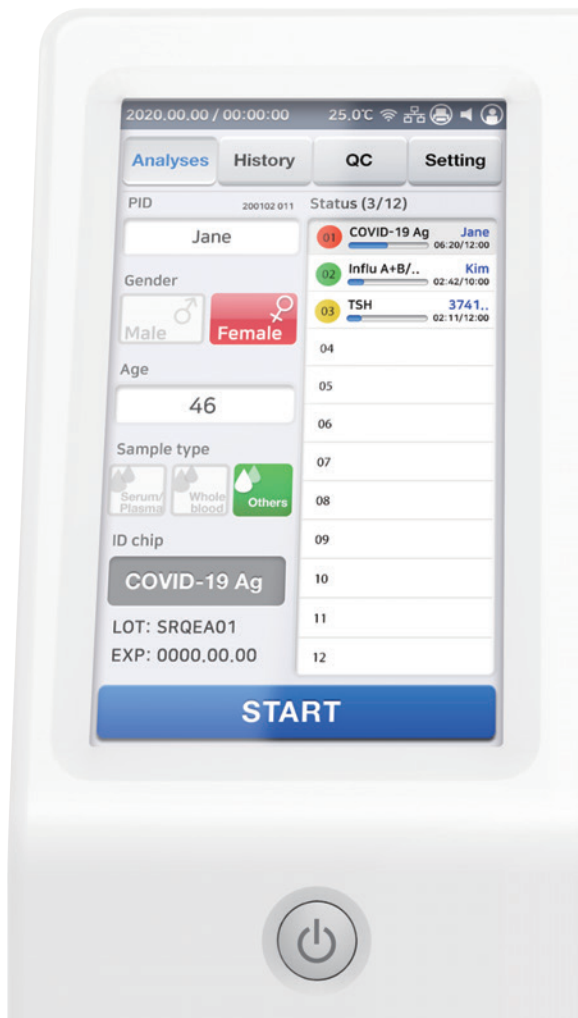 2020.00.00 / 00:00:00 25.0℃
Analyses History QC Setting
PID 200102 011
Jane
Gender
Male Female
Age
46
Sample type
Serum/
Plasma
Whole
blood
Others
ID chip
COVID-19 Ag
LOT: SRQEA01
EXP: 0000.00.00
Status (3/12)
01 COVID-19 Ag Jane
06:20/12:00
02 Influ A+B/.. Kim
02:42/10:00
03 TSH 3741..
02:11/12:00
04
05
06
07
08
09
10
11
12
START